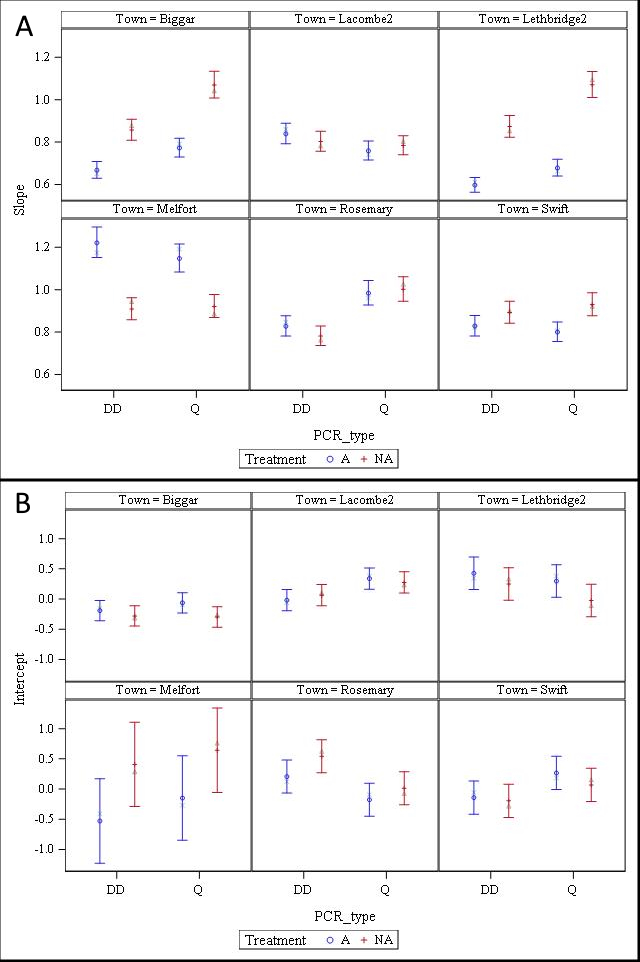 A
Town = Biggar Town = Lacombe2 Town = Lethbridge2
1.2
1.0
0.8
0.6
Slope
Town = Melfort Town = Rosemary Town = Swift
1.2
1.0
0.8
0.6
DD Q DD Q DD Q
PCR_type
Treatment A NA
B
Town = Biggar Town = Lacombe2 Town = Lethbridge2
1.0
0.5
0.0
-0.5
-1.0
Intercept
Town = Melfort Town = Rosemary Town = Swift
1.0
0.5
0.0
-0.5
-1.0
DD Q DD Q DD Q
PCR_type
Treatment A NA